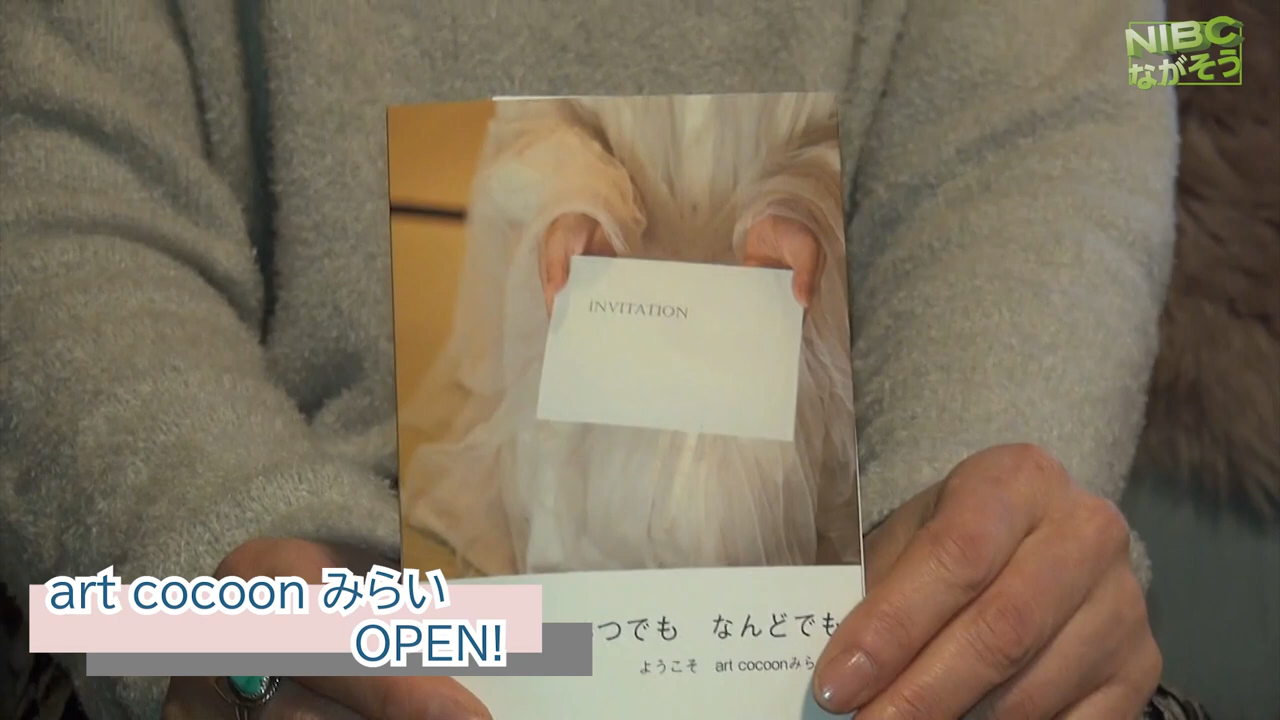 NIBC
ながそう
INVITATION
つでも なんどでも
ようこそ art cocoonみら
art cocoon みらい
OPEN!